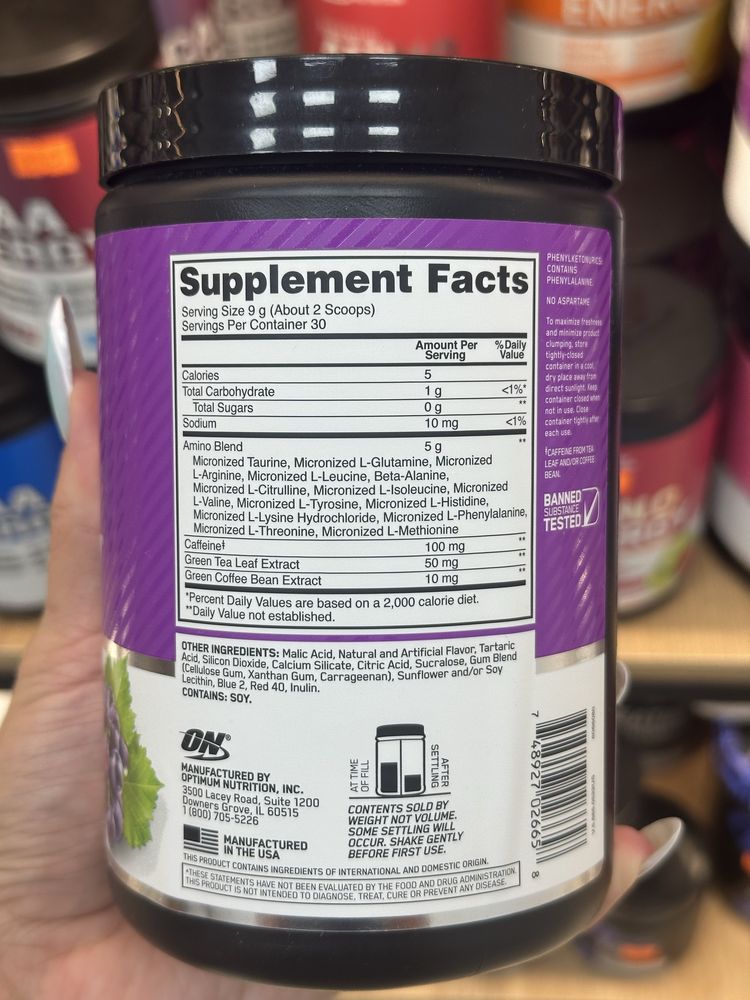 Supplement Facts
Serving Size 9 g (About 2 Scoops)
Servings Per Container 30
Amount Per Serving %Daily Value
Calories 5
Total Carbohydrate 1 g <1%*
Total Sugars 0 g **
Sodium 10 mg <1%
Amino Blend 5 g **
Micronized Taurine, Micronized L-Glutamine, Micronized
L-Arginine, Micronized L-Leucine, Beta-Alanine,
Micronized L-Citrulline, Micronized L-Isoleucine, Micronized
L-Valine, Micronized L-Tyrosine, Micronized L-Histidine,
Micronized L-Lysine Hydrochloride, Micronized L-Phenylalanine,
Micronized L-Threonine, Micronized L-Methionine
Caffeine‡ 100 mg **
Green Tea Leaf Extract 50 mg **
Green Coffee Bean Extract 10 mg **
*Percent Daily Values are based on a 2,000 calorie diet.
**Daily Value not established.
OTHER INGREDIENTS: Malic Acid, Natural and Artificial Flavor, Tartaric
Acid, Silicon Dioxide, Calcium Silicate, Citric Acid, Sucralose, Gum Blend
(Cellulose Gum, Xanthan Gum, Carrageenan), Sunflower and/or Soy
Lecithin, Blue 2, Red 40, Inulin.
CONTAINS: SOY.
ON®
MANUFACTURED BY
OPTIMUM NUTRITION, INC.
3500 Lacey Road, Suite 1200
Downers Grove, IL 60515
1 (800) 705-5226
MANUFACTURED
IN THE USA
AT TIME
OF FILL
AFTER
SETTLING
CONTENTS SOLD BY
WEIGHT NOT VOLUME.
SOME SETTLING WILL
OCCUR. SHAKE GENTLY
BEFORE FIRST USE.
THIS PRODUCT CONTAINS INGREDIENTS OF INTERNATIONAL AND DOMESTIC ORIGIN.
THESE STATEMENTS HAVE NOT BEEN EVALUATED BY THE FOOD AND DRUG ADMINISTRATION.
THIS PRODUCT IS NOT INTENDED TO DIAGNOSE, TREAT, CURE OR PREVENT ANY DISEASE.
PHENYLKETONURICS:
CONTAINS
PHENYLALANINE.
NO ASPARTAME
To maximize freshness
and minimize product
clumping, store
tightly-closed
container in a cool,
dry place away from
direct sunlight. Keep
container closed when
not in use. Close
container tightly after
each use.
‡CAFFEINE FROM TEA
LEAF AND/OR COFFEE
BEAN.
BANNED
SUBSTANCE
TESTED
7 48927 02665 8